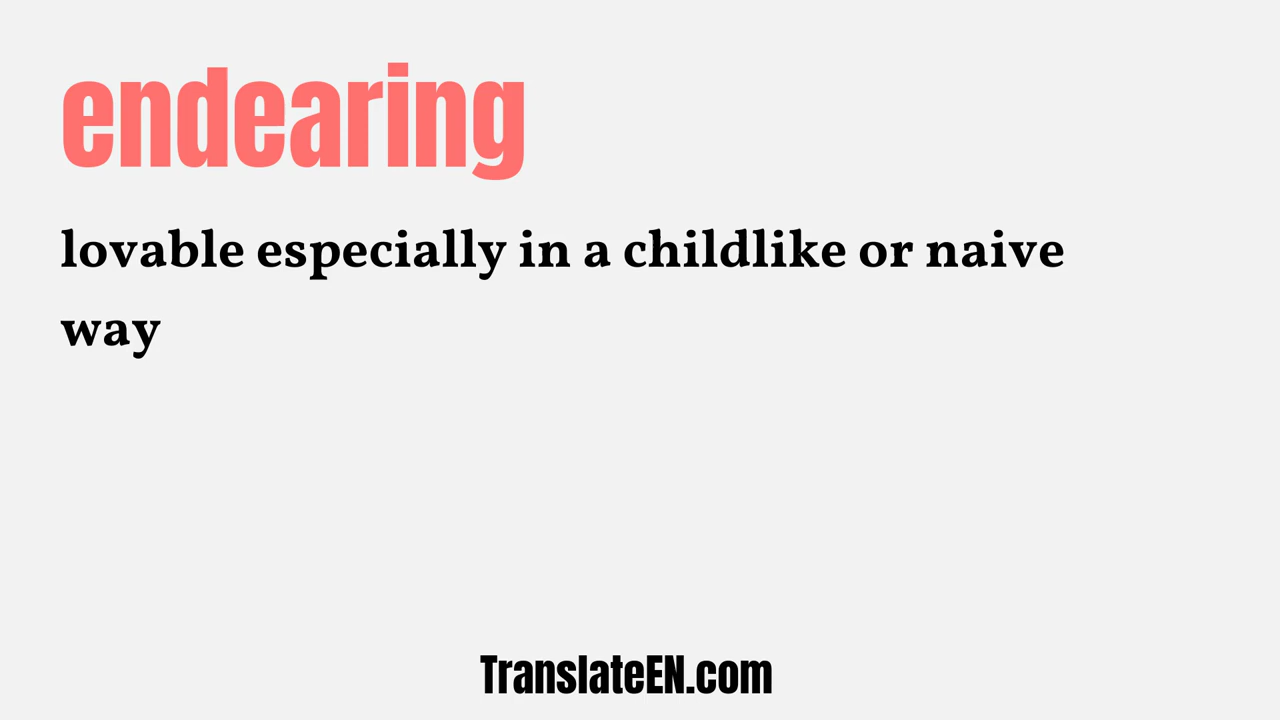 endearing
lovable especially in a childlike or naive
way
TranslateEN.com